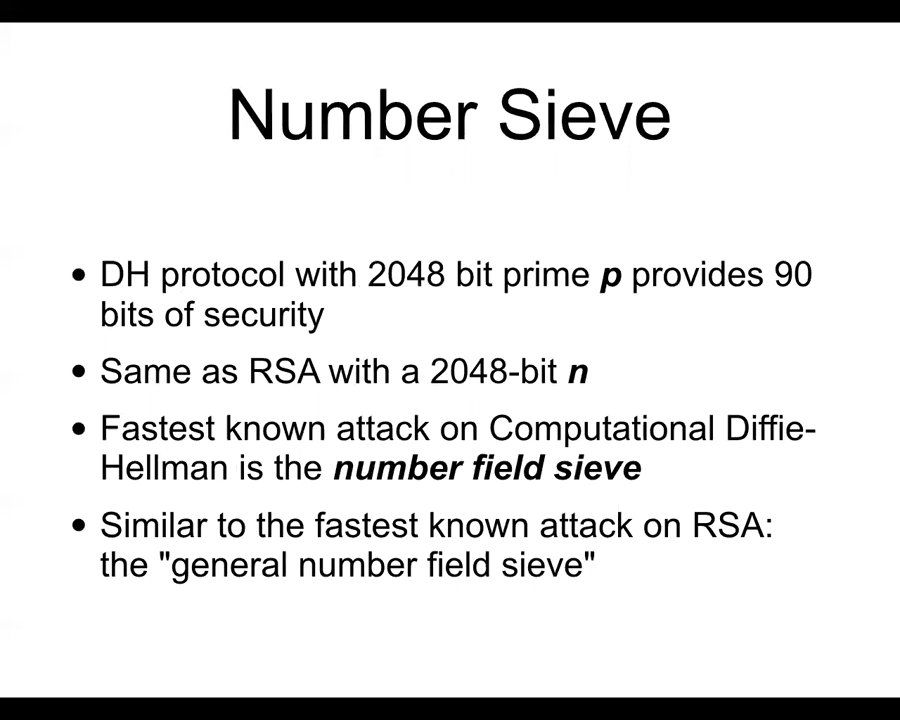 Number Sieve
• DH protocol with 2048 bit prime p provides 90
bits of security
• Same as RSA with a 2048-bit n
• Fastest known attack on Computational Diffie-
Hellman is the number field sieve
• Similar to the fastest known attack on RSA:
the "general number field sieve"